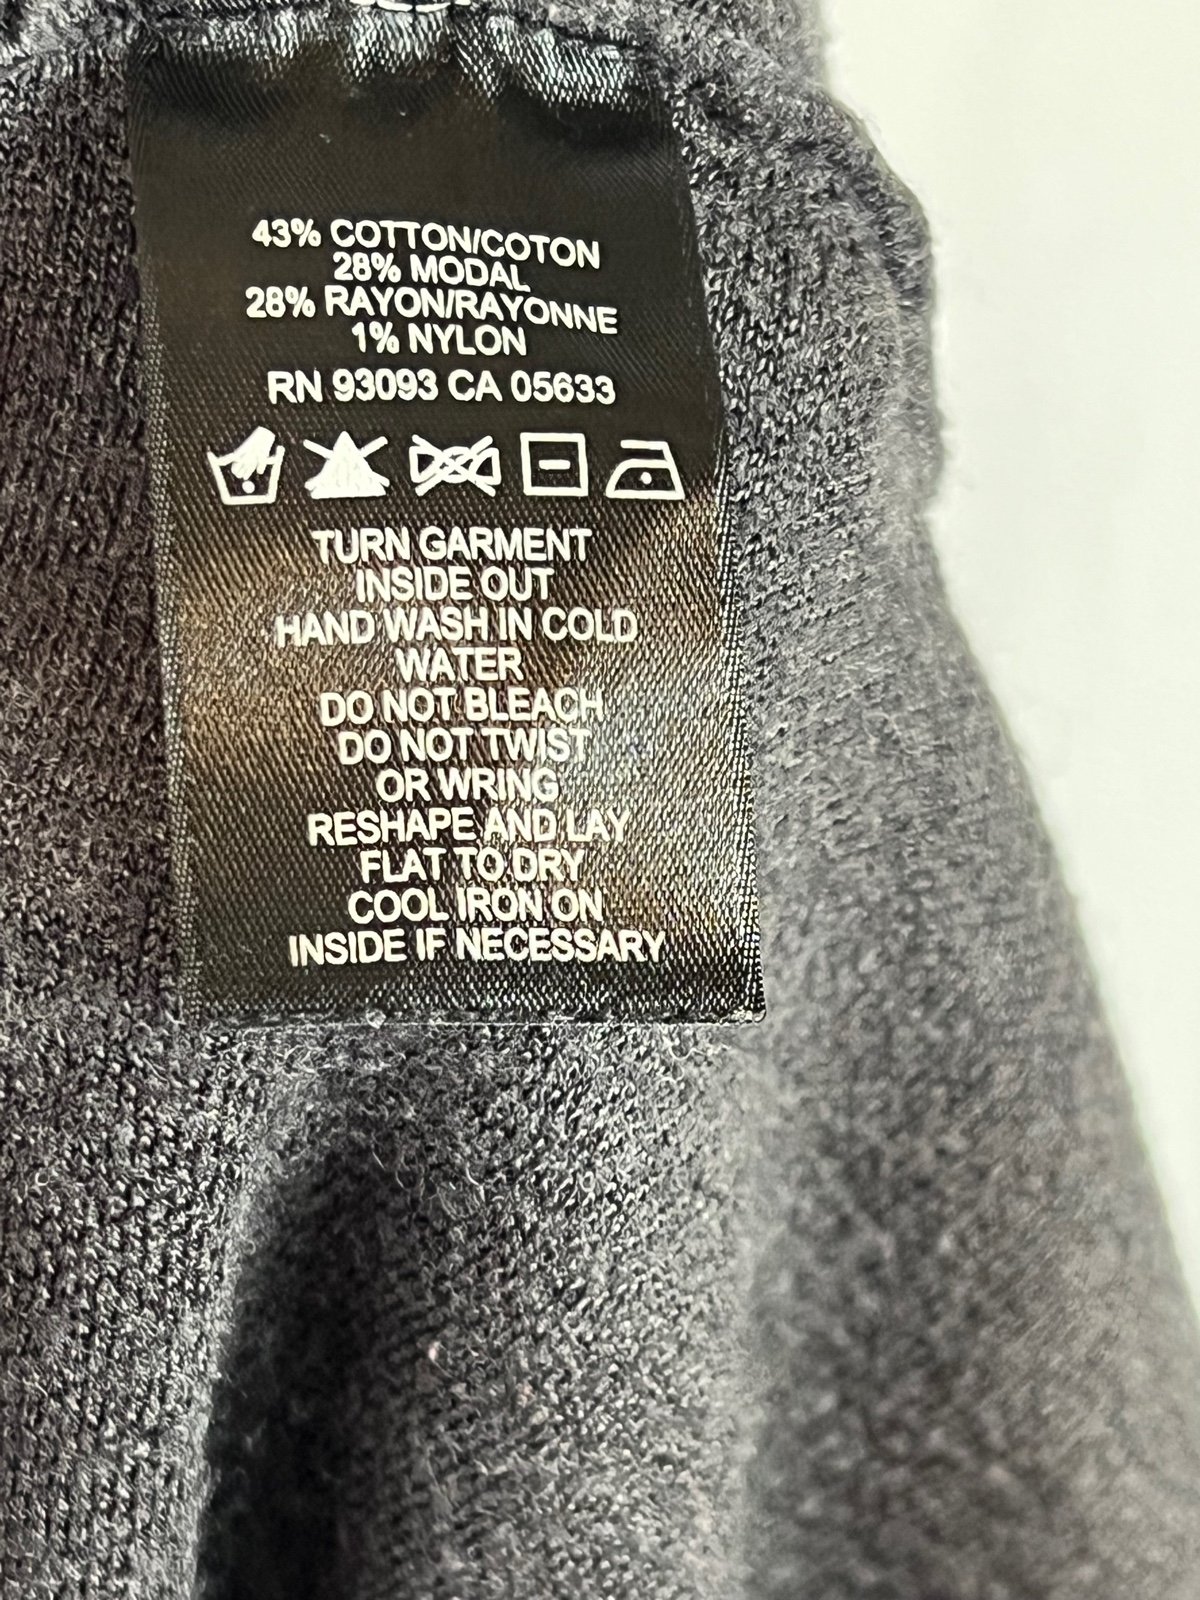 43% COTTON/COTON
28% MODAL
28% RAYON/RAYONNE
1% NYLON
RN 93093 CA 05633
TURN GARMENT
INSIDE OUT
HAND WASH IN COLD
WATER
DO NOT BLEACH
DO NOT TWIST
OR WRING
RESHAPE AND LAY
FLAT TO DRY
COOL IRON ON
INSIDE IF NECESSARY